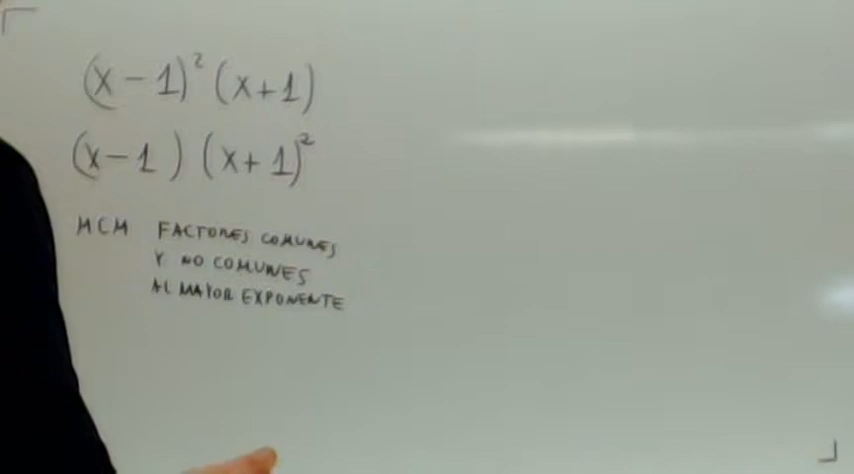 (x-1)² (x+1)
(x-1) (x+1)²
MCM FACTORES COMUNES
Y NO COMUNES
AL MAYOR EXPONENTE